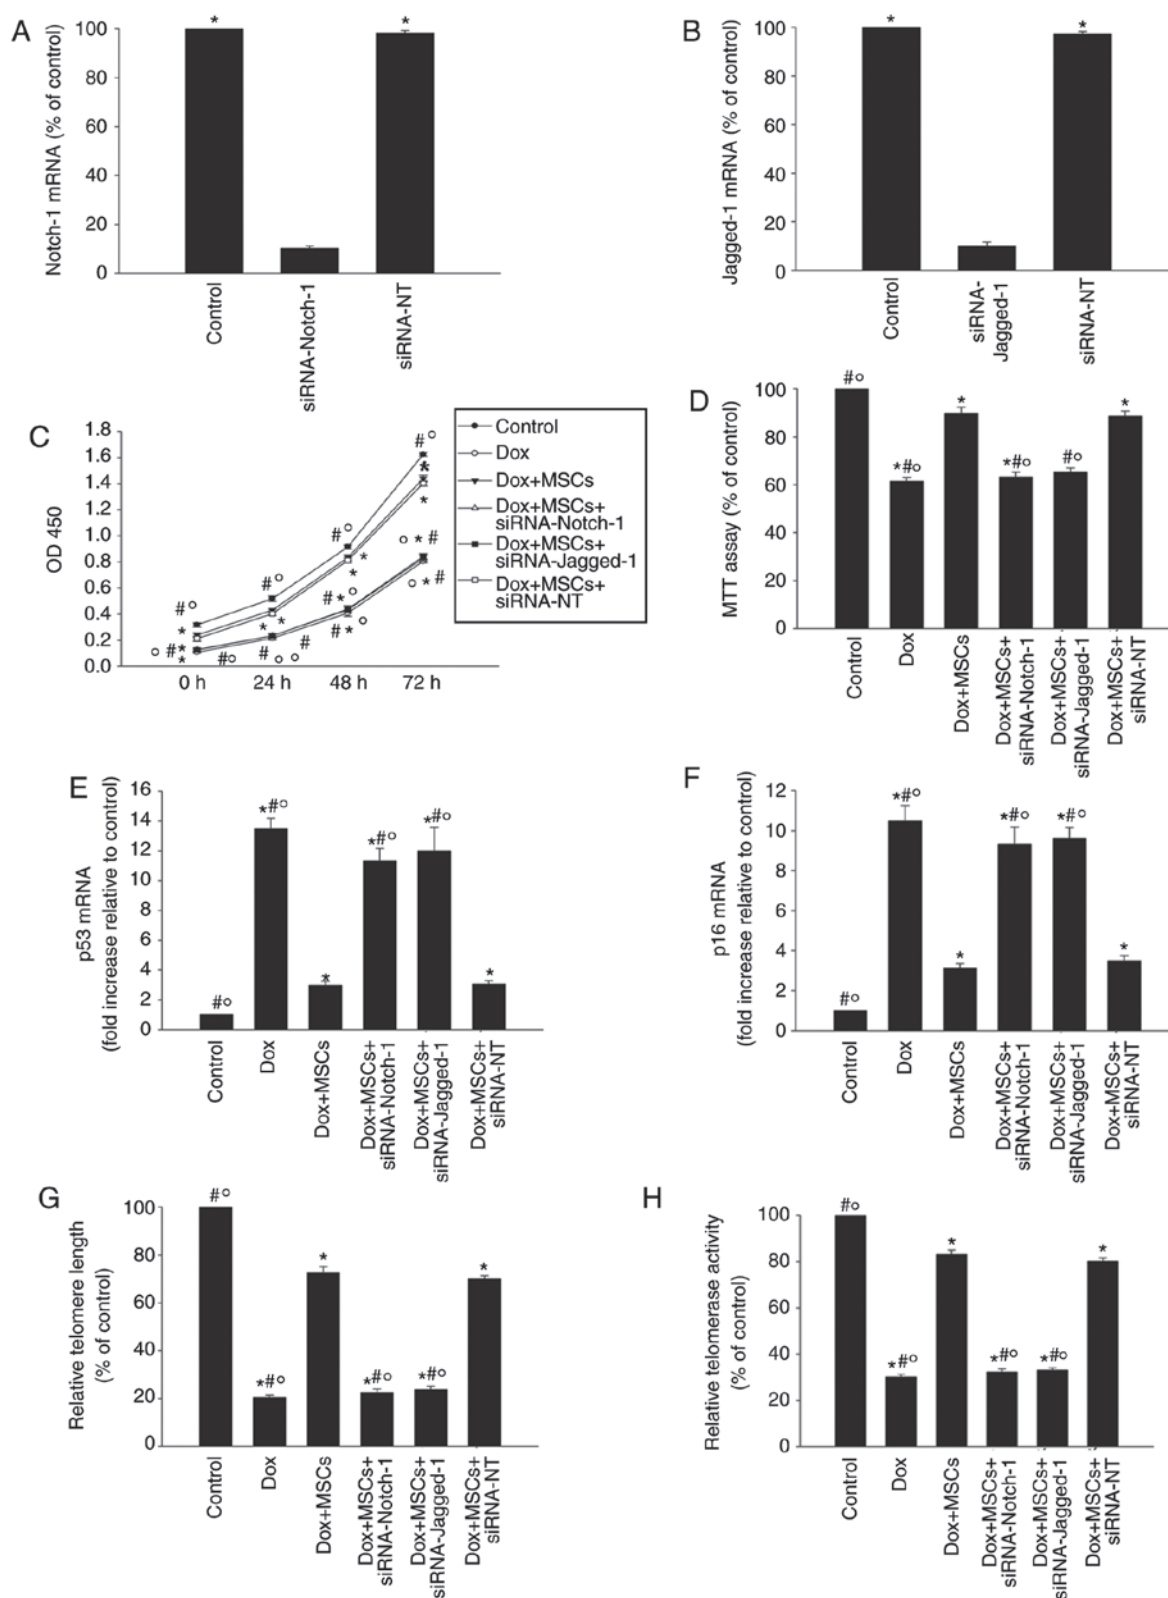 A
Notch-1 mRNA (% of control)
100
80
60
40
20
0
*
*
Control
siRNA-Notch-1
siRNA-NT
B
Jagged-1 mRNA (% of control)
100
80
60
40
20
0
*
*
Control
siRNA-
Jagged-1
siRNA-NT
C
OD 450
1.8
1.6
1.4
1.2
1.0
0.8
0.6
0.4
0.2
0.0
0 h
24 h
48 h
72 h
Control
Dox
Dox+MSCs
Dox+MSCs+
siRNA-Notch-1
Dox+MSCs+
siRNA-Jagged-1
Dox+MSCs+
siRNA-NT
D
MTT assay (% of control)
100
80
60
40
20
0
#○
*#○
*
*#○
#○
*
Control
Dox
Dox+MSCs
Dox+MSCs+
siRNA-Notch-1
Dox+MSCs+
siRNA-Jagged-1
Dox+MSCs+
siRNA-NT
E
p53 mRNA
(fold increase relative to control)
16
14
12
10
8
6
4
2
0
#○
*#○
*
*#○
*#○
*
Control
Dox
Dox+MSCs
Dox+MSCs+
siRNA-Notch-1
Dox+MSCs+
siRNA-Jagged-1
Dox+MSCs+
siRNA-NT
F
p16 mRNA
(fold increase relative to control)
12
10
8
6
4
2
0
#○
*#○
*
*#○
*#○
*
Control
Dox
Dox+MSCs
Dox+MSCs+
siRNA-Notch-1
Dox+MSCs+
siRNA-Jagged-1
Dox+MSCs+
siRNA-NT
G
Relative telomere length
(% of control)
100
80
60
40
20
0
#○
*#○
*
*#○
*#○
*
Control
Dox
Dox+MSCs
Dox+MSCs+
siRNA-Notch-1
Dox+MSCs+
siRNA-Jagged-1
Dox+MSCs+
siRNA-NT
H
Relative telomerase activity
(% of control)
100
80
60
40
20
0
#○
*#○
*
*#○
*#○
*
Control
Dox
Dox+MSCs
Dox+MSCs+
siRNA-Notch-1
Dox+MSCs+
siRNA-Jagged-1
Dox+MSCs+
siRNA-NT